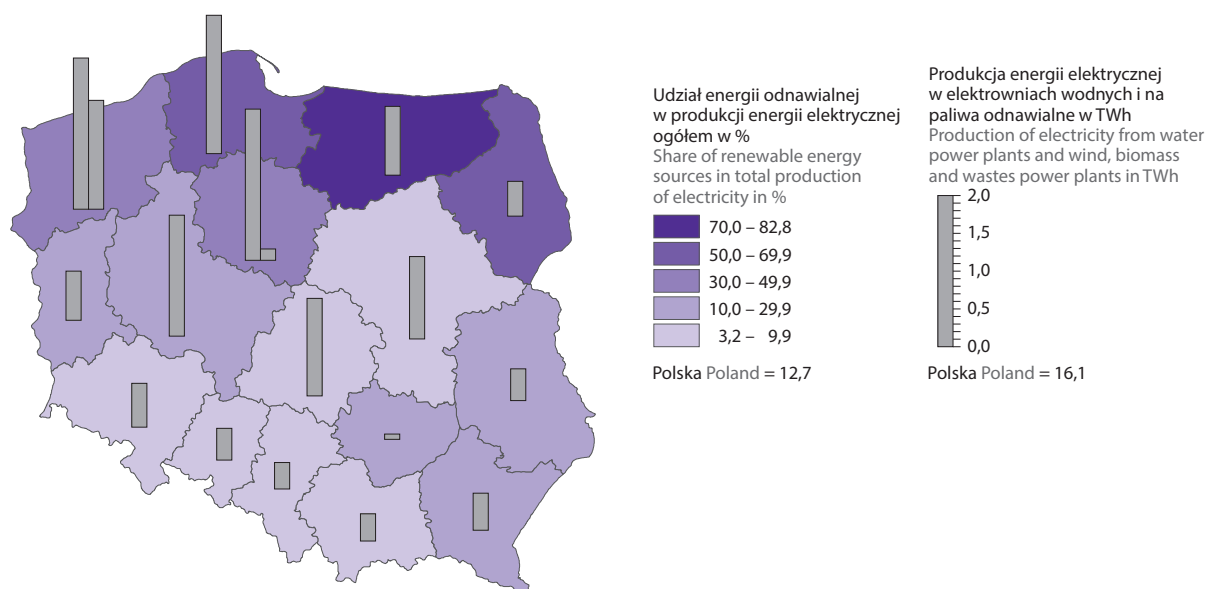 Udział energii odnawialnej
w produkcji energii elektrycznej
ogółem w %
Share of renewable energy
sources in total production
of electricity in %
70,0 – 82,8
50,0 – 69,9
30,0 – 49,9
10,0 – 29,9
3,2 – 9,9
Polska Poland = 12,7
Produkcja energii elektrycznej
w elektrowniach wodnych i na
paliwa odnawialne w TWh
Production of electricity from water
power plants and wind, biomass
and wastes power plants in TWh
2,0
1,5
1,0
0,5
0,0
Polska Poland = 16,1